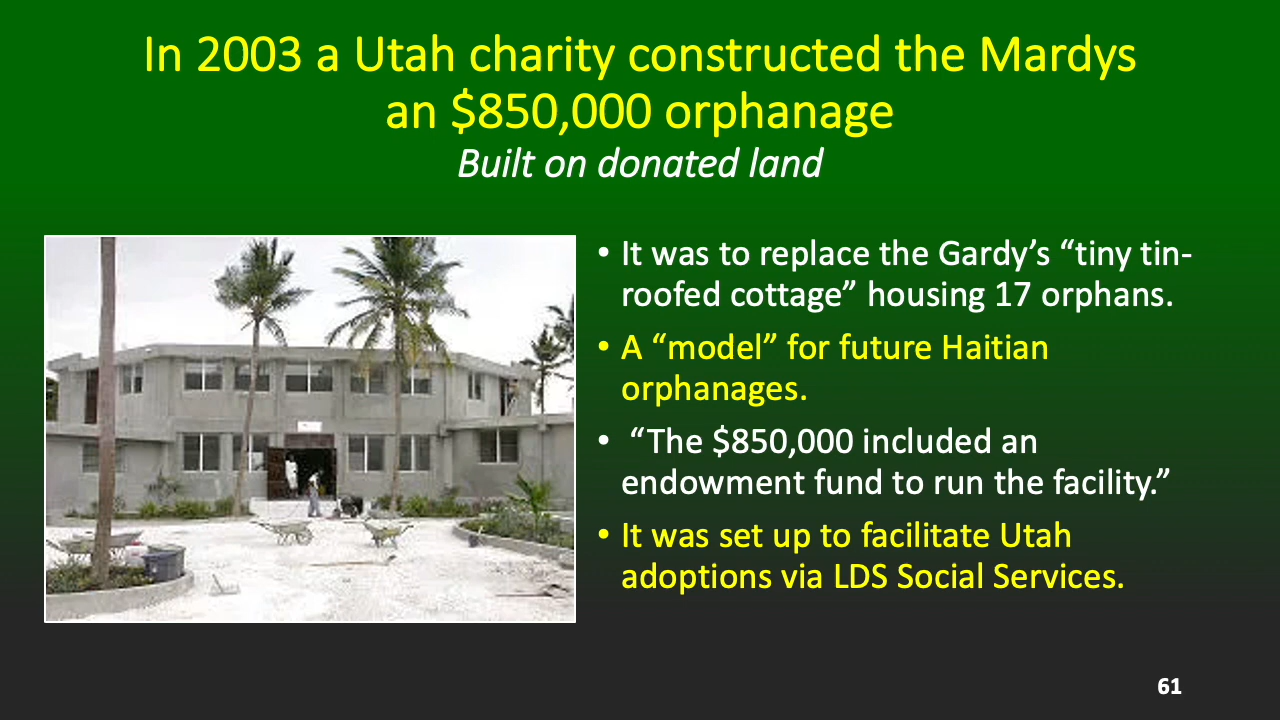 In 2003 a Utah charity constructed the Mardys
an $850,000 orphanage
Built on donated land
• It was to replace the Gardy’s “tiny tin-
roofed cottage” housing 17 orphans.
• A “model” for future Haitian
orphanages.
• “The $850,000 included an
endowment fund to run the facility.”
• It was set up to facilitate Utah
adoptions via LDS Social Services.
61